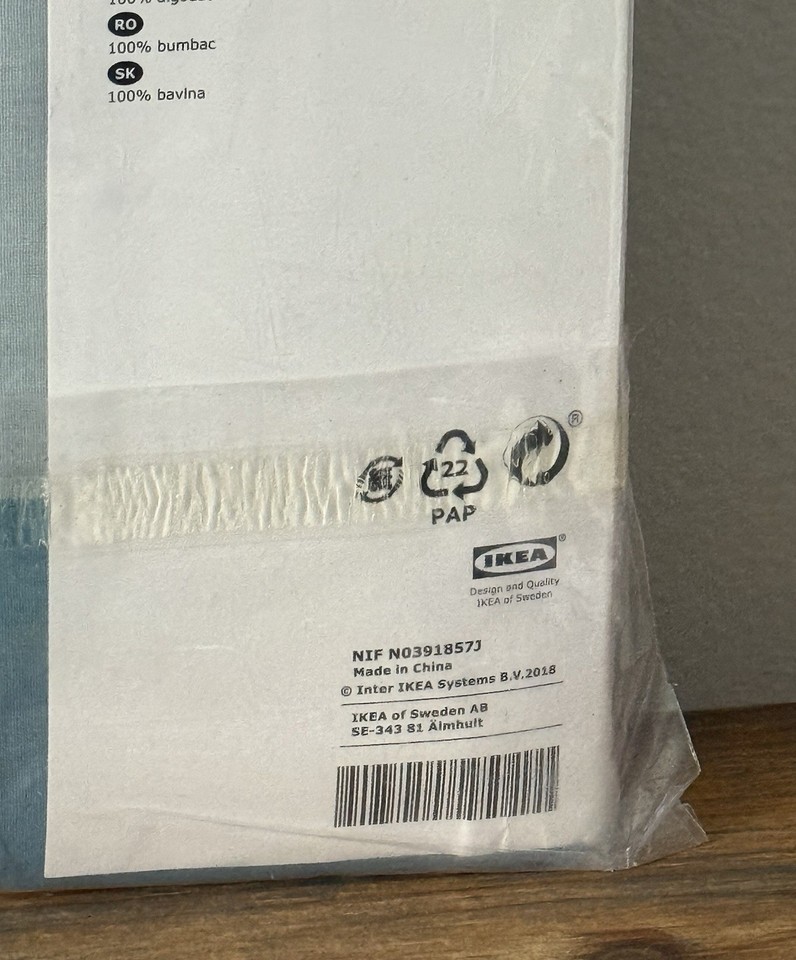 RO
100% bumbac
SK
100% bavlna
®
22
PAP
IKEA®
Design and Quality
IKEA of Sweden
NIF N0391857J
Made in China
© Inter IKEA Systems B.V.2018
IKEA of Sweden AB
SE-343 81 Älmhult